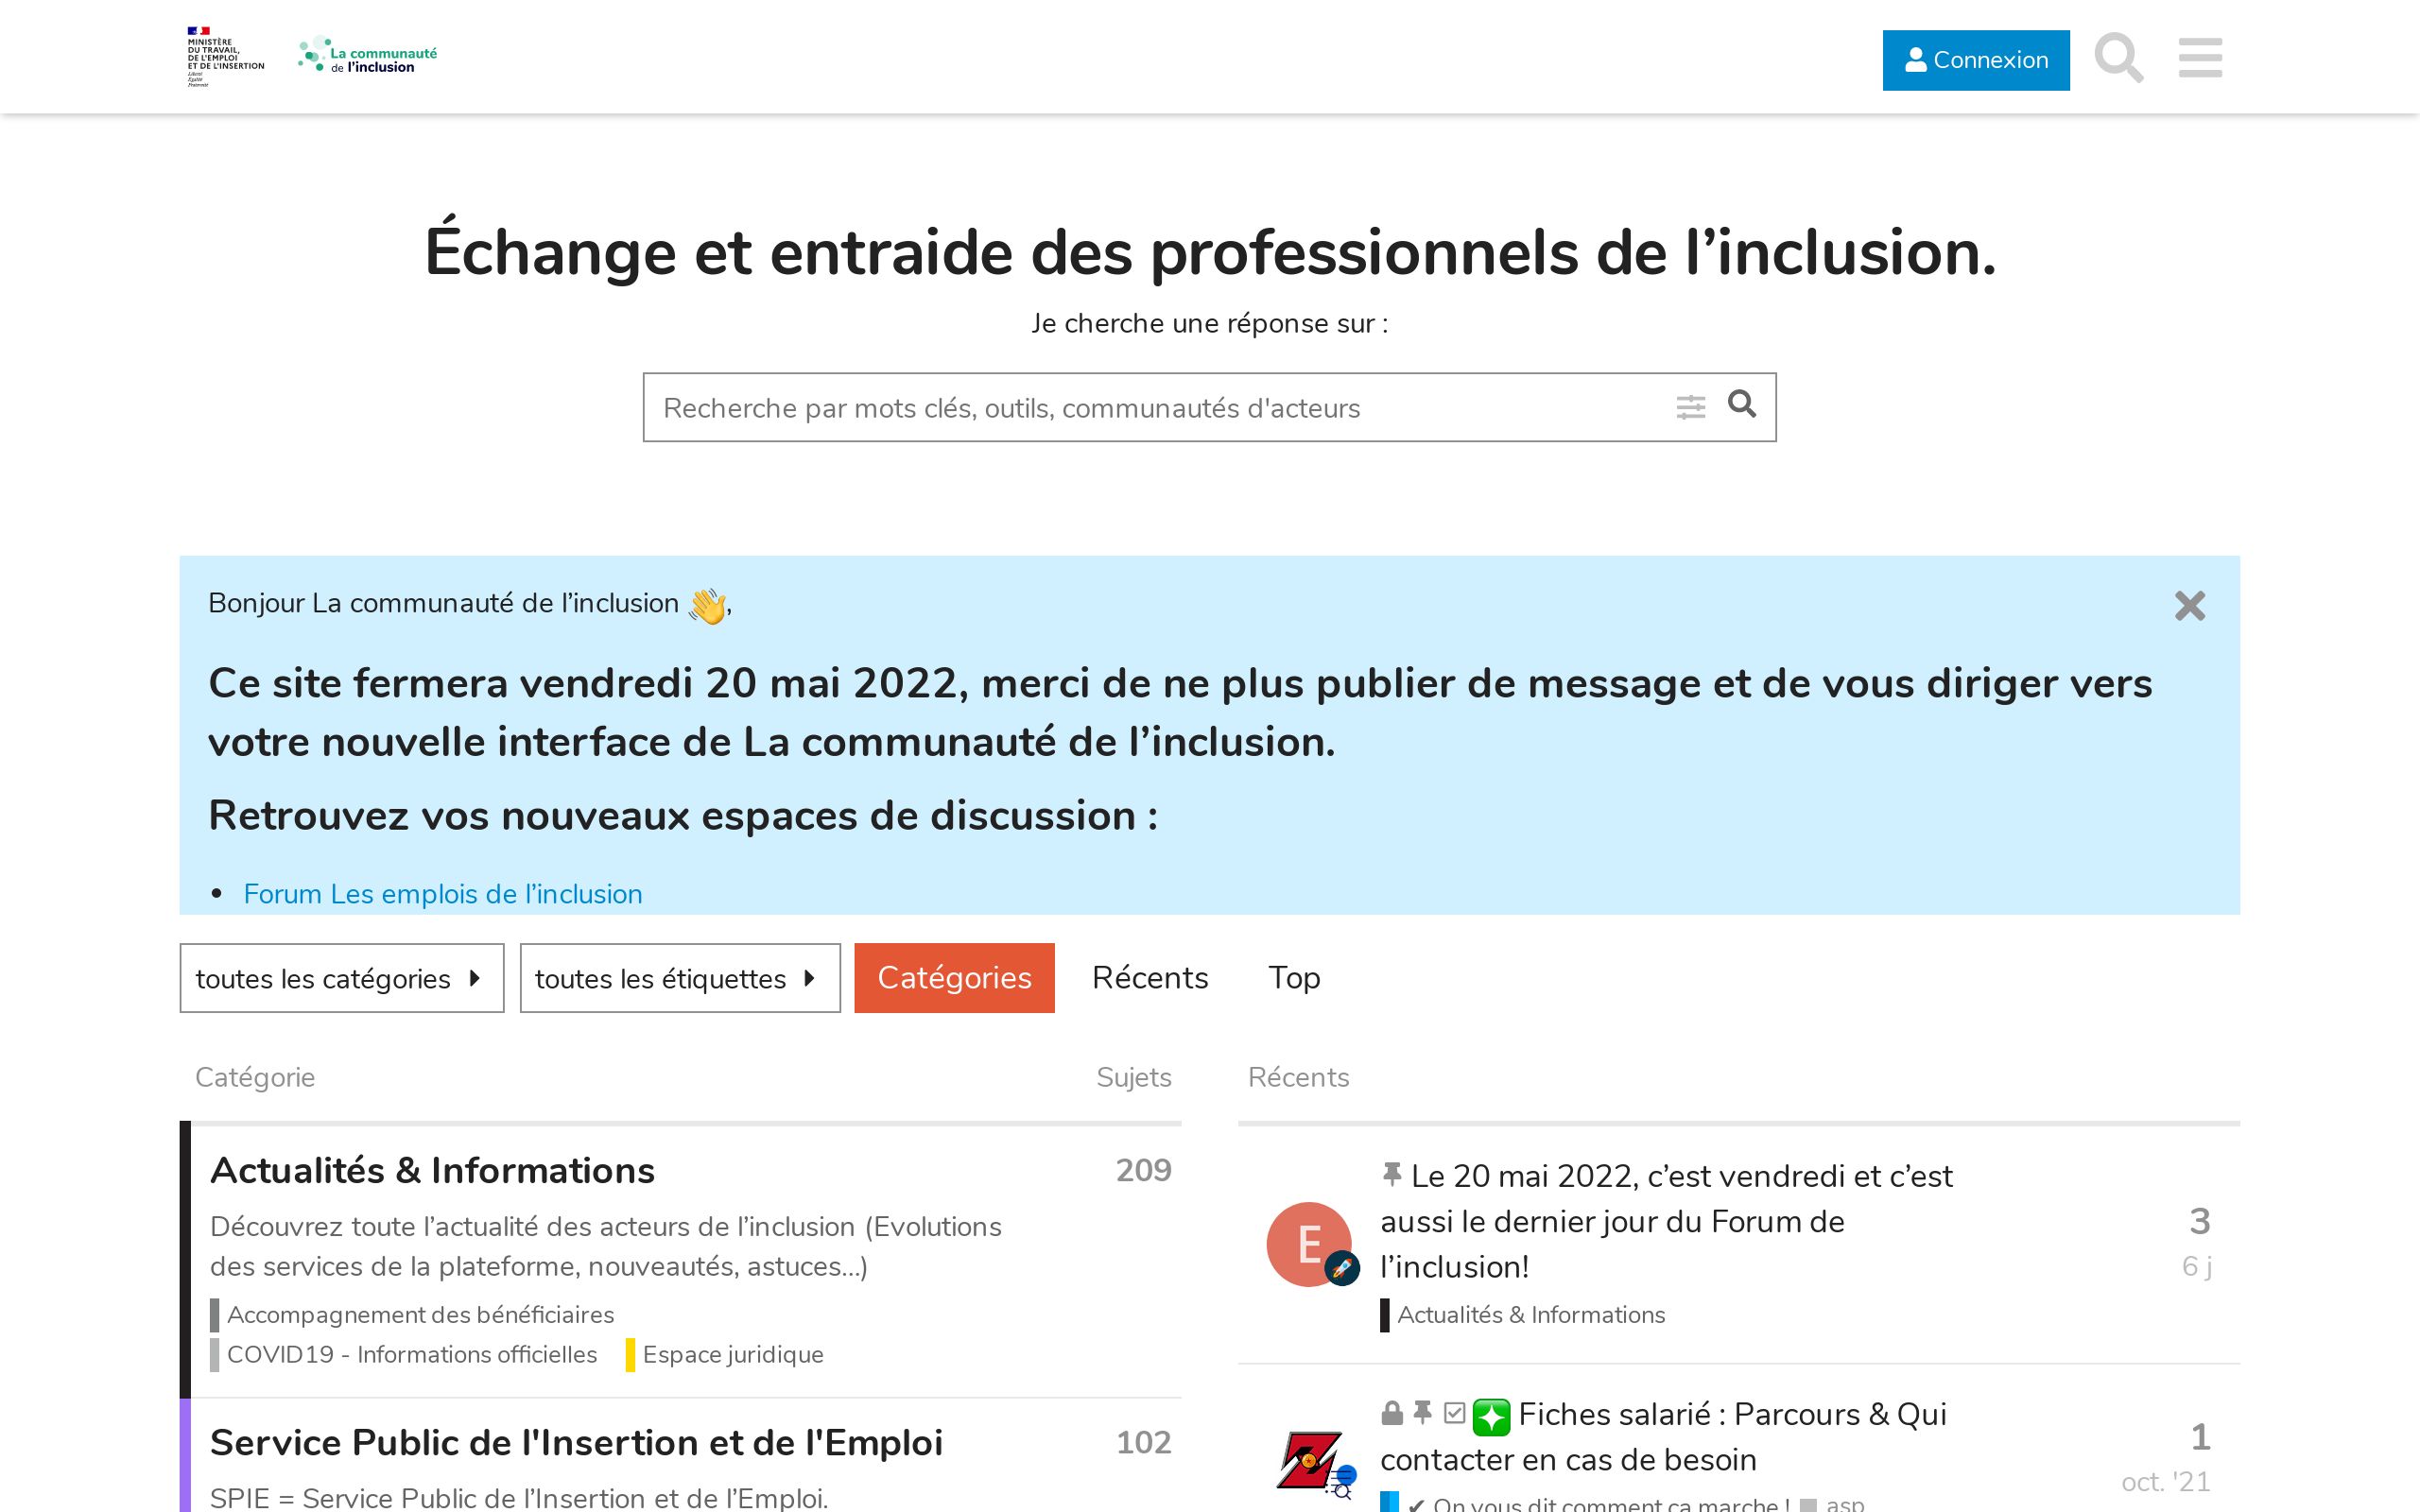 MINISTÈRE
DU TRAVAIL,
DE L'EMPLOI
ET DE L'INSERTION
Liberté
Égalité
Fraternité
La communauté
de l'inclusion
Connexion
Échange et entraide des professionnels de l’inclusion.
Je cherche une réponse sur :
Recherche par mots clés, outils, communautés d'acteurs
Bonjour La communauté de l’inclusion 👋,
Ce site fermera vendredi 20 mai 2022, merci de ne plus publier de message et de vous diriger vers
votre nouvelle interface de La communauté de l’inclusion.
Retrouvez vos nouveaux espaces de discussion :
• Forum Les emplois de l’inclusion
toutes les catégories
toutes les étiquettes
Catégories
Récents
Top
Catégorie
Sujets
Actualités & Informations
209
Découvrez toute l’actualité des acteurs de l’inclusion (Evolutions
des services de la plateforme, nouveautés, astuces…)
Accompagnement des bénéficiaires
COVID19 - Informations officielles
Espace juridique
Service Public de l'Insertion et de l'Emploi
102
SPIE = Service Public de l’Insertion et de l’Emploi.
Récents
E
Le 20 mai 2022, c’est vendredi et c’est
aussi le dernier jour du Forum de
l’inclusion!
3
6 j
Actualités & Informations
Fiches salarié : Parcours & Qui
contacter en cas de besoin
1
oct. '21
✔ On vous dit comment ça marche !
asp